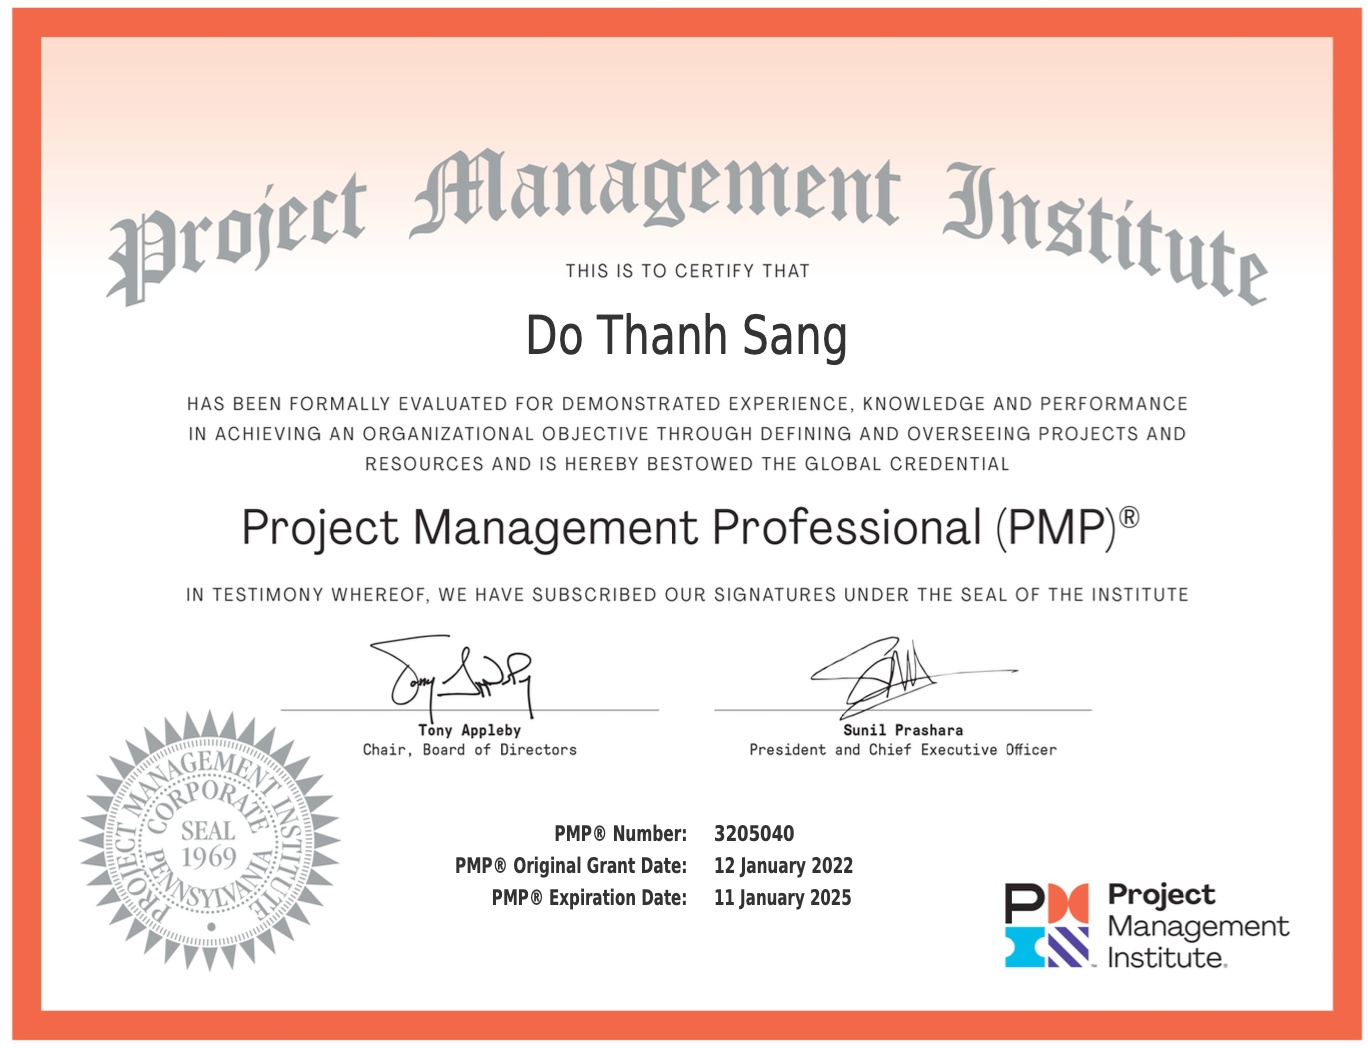 Project Management Institute
THIS IS TO CERTIFY THAT
Do Thanh Sang
HAS BEEN FORMALLY EVALUATED FOR DEMONSTRATED EXPERIENCE, KNOWLEDGE AND PERFORMANCE
IN ACHIEVING AN ORGANIZATIONAL OBJECTIVE THROUGH DEFINING AND OVERSEEING PROJECTS AND
RESOURCES AND IS HEREBY BESTOWED THE GLOBAL CREDENTIAL
Project Management Professional (PMP)®
IN TESTIMONY WHEREOF, WE HAVE SUBSCRIBED OUR SIGNATURES UNDER THE SEAL OF THE INSTITUTE
Tony Appleby
Tony Appleby
Chair, Board of Directors
Sunil Prashara
President and Chief Executive Officer
PROJECT MANAGEMENT INSTITUTE
CORPORATE
SEAL
1969
PENNSYLVANIA
PMP® Number: 3205040
PMP® Original Grant Date: 12 January 2022
PMP® Expiration Date: 11 January 2025
PM
Project
Management
Institute®